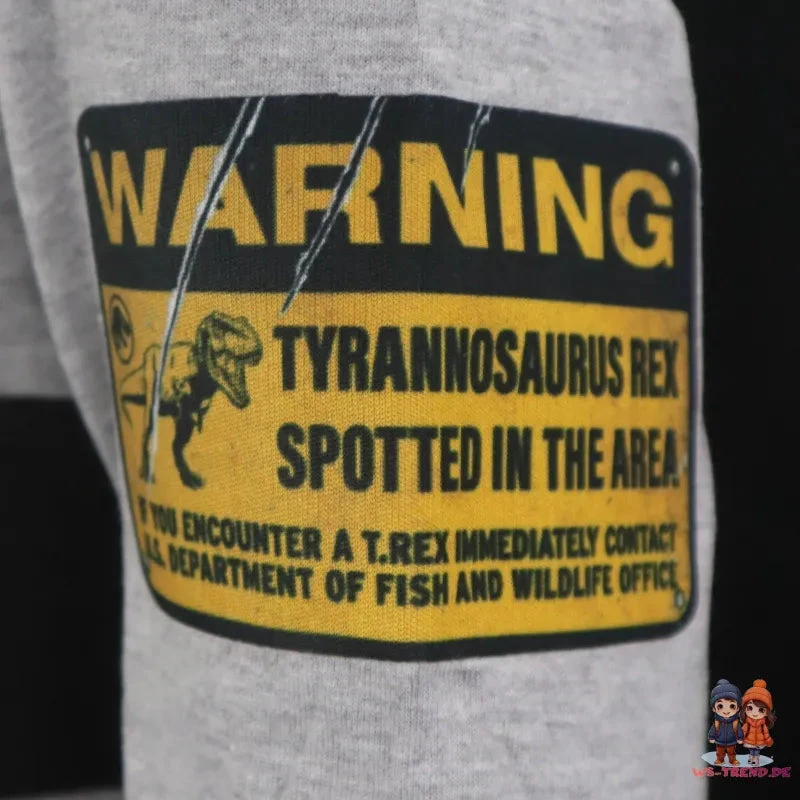 WARNING
TYRANNOSAURUS REX
SPOTTED IN THE AREA
IF YOU ENCOUNTER A T.REX IMMEDIATELY CONTACT
U.S. DEPARTMENT OF FISH AND WILDLIFE OFFICE
WS-TREND.DE